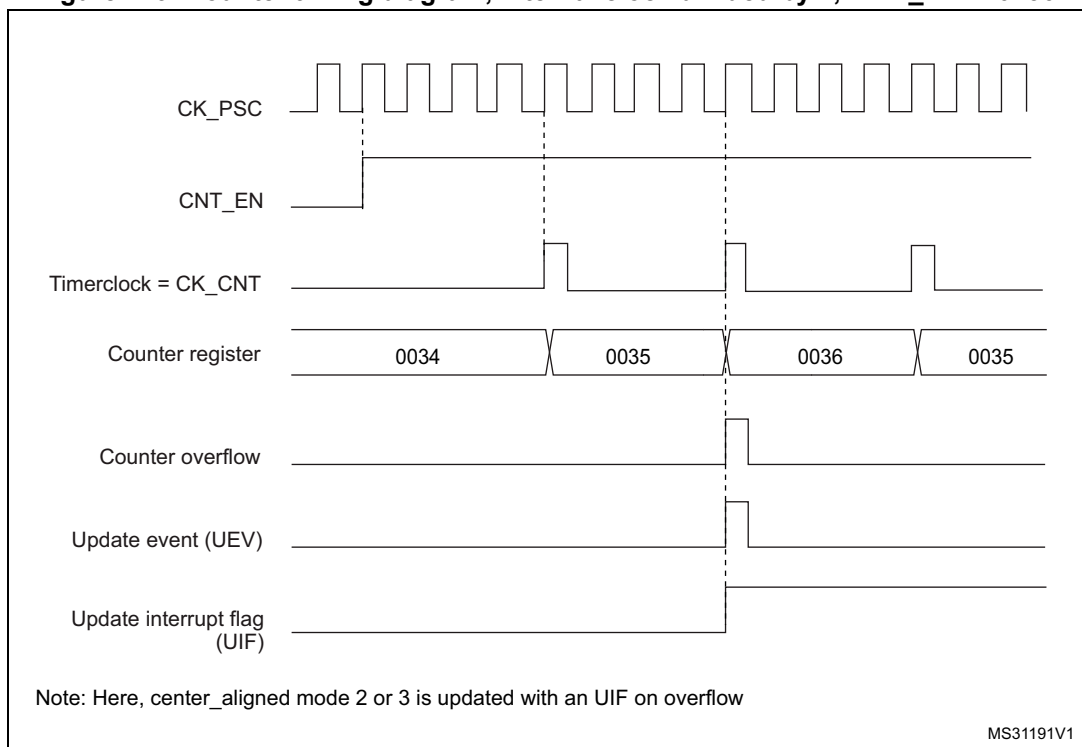 CK_PSC
CNT_EN
Timerclock = CK_CNT
Counter register
0034
0035
0036
0035
Counter overflow
Update event (UEV)
Update interrupt flag
(UIF)
Note: Here, center_aligned mode 2 or 3 is updated with an UIF on overflow
MS31191V1